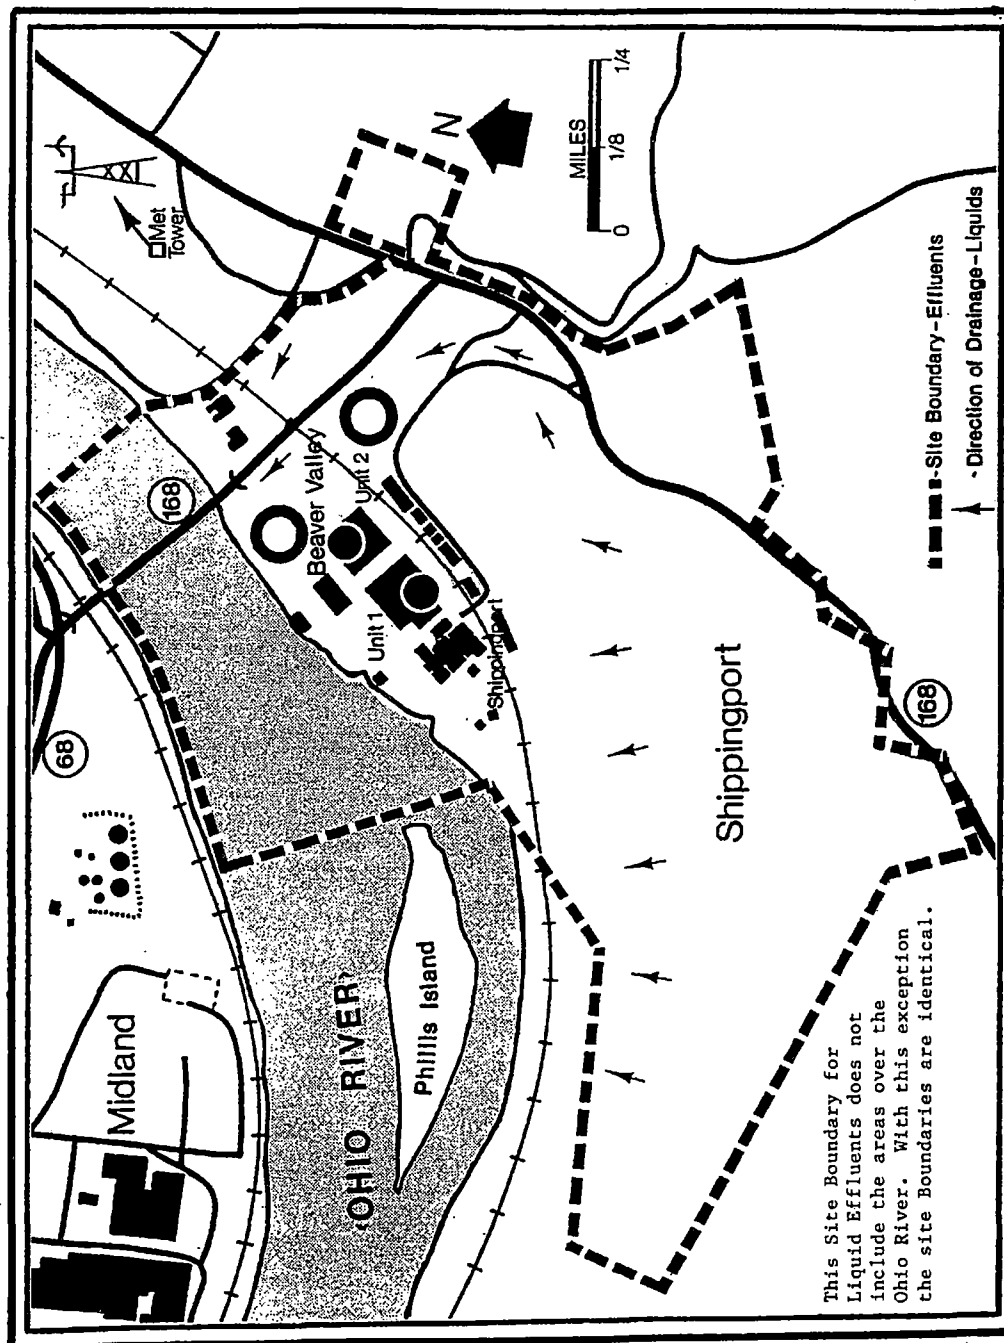 68
168
Met
Tower
N
MILES
0
1/8
1/4
Midland
Beaver Valley
Unit 2
Unit 1
Shippingport
OHIO RIVER
Phillis Island
Shippingport
168
This Site Boundary for
Liquid Effluents does not
include the areas over the
Ohio River. With this exception
the site Boundaries are identical.
-Site Boundary-Effluents
- Direction of Drainage-Liquids